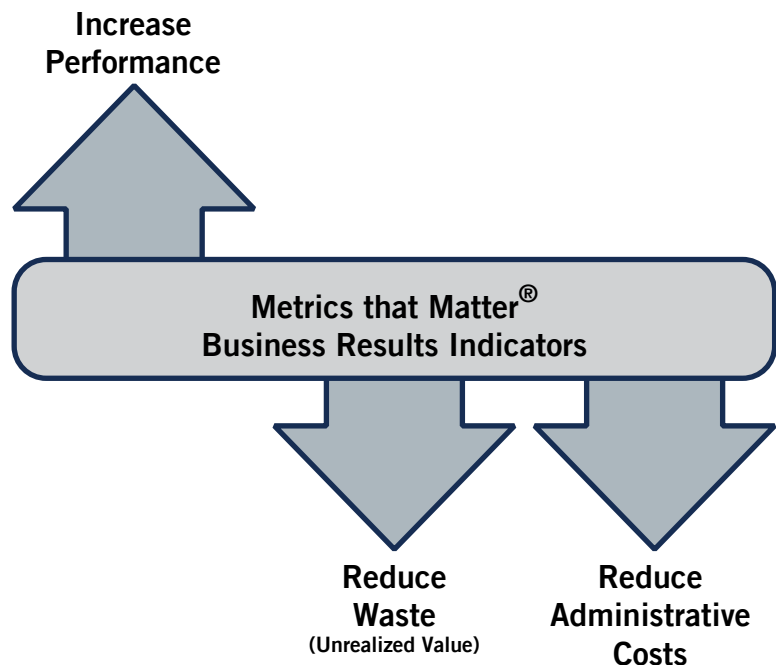 Increase
Performance
Metrics that Matter®
Business Results Indicators
Reduce
Waste
(Unrealized Value)
Reduce
Administrative
Costs